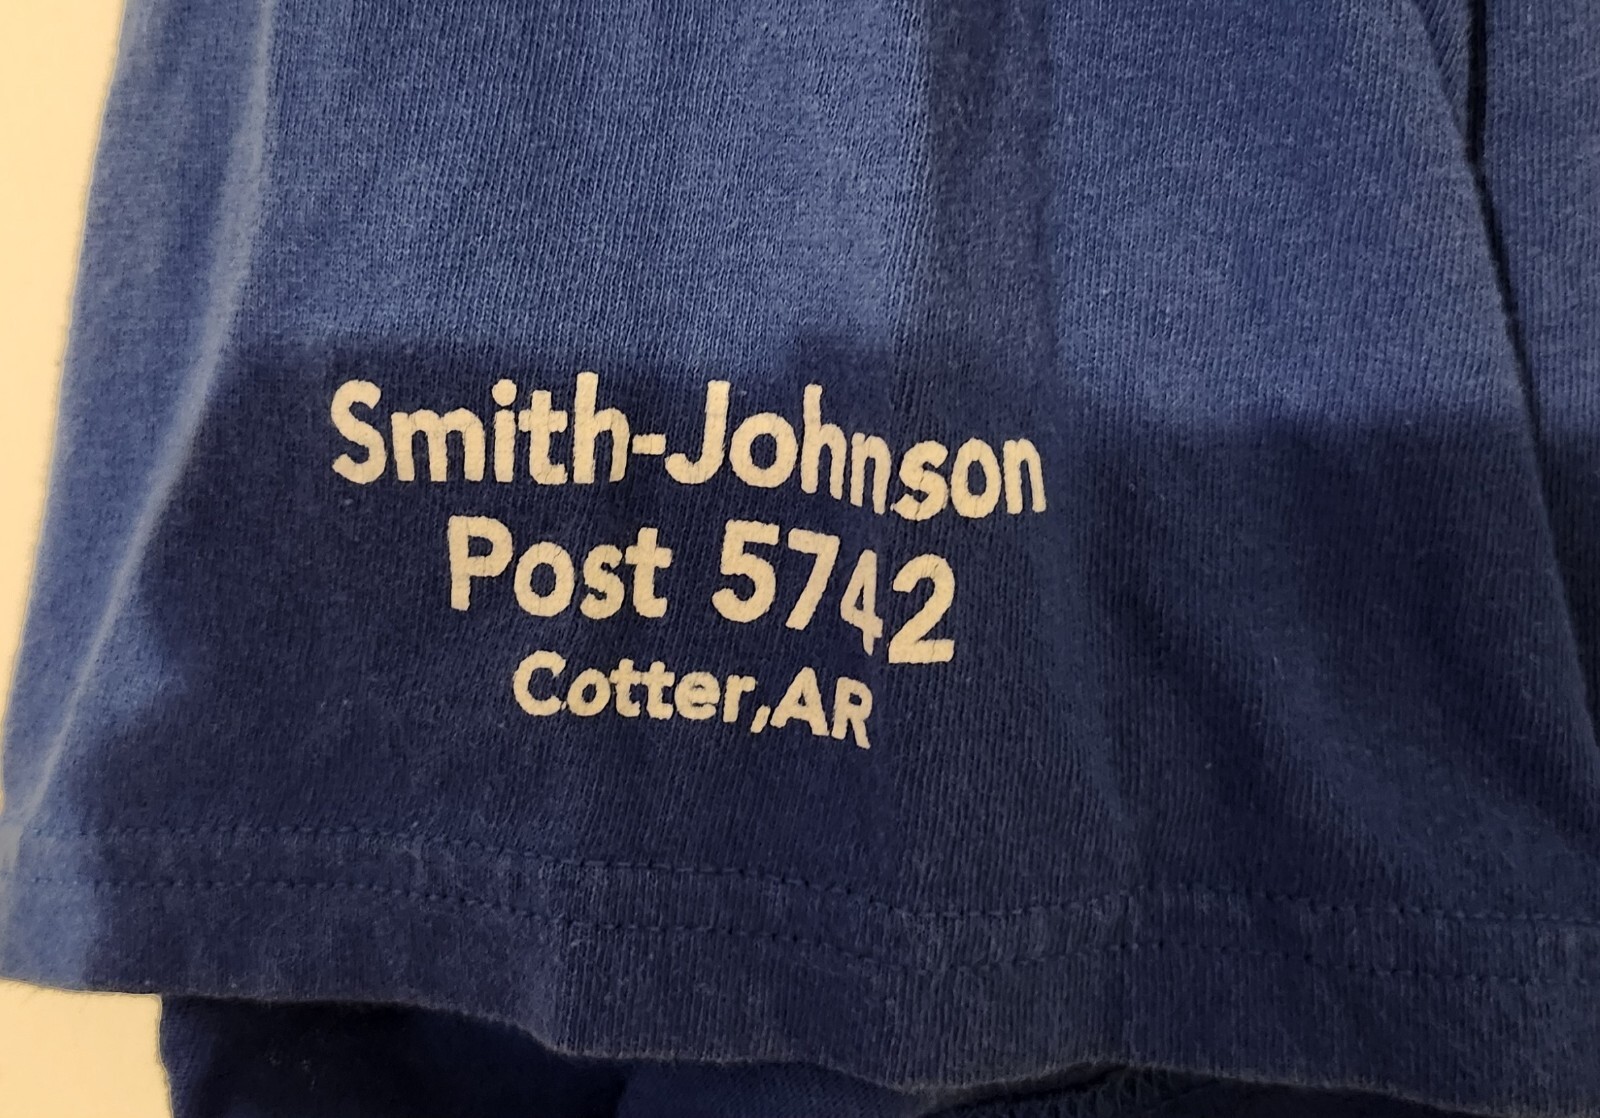 Smith-Johnson
Post 5742
Cotter,AR